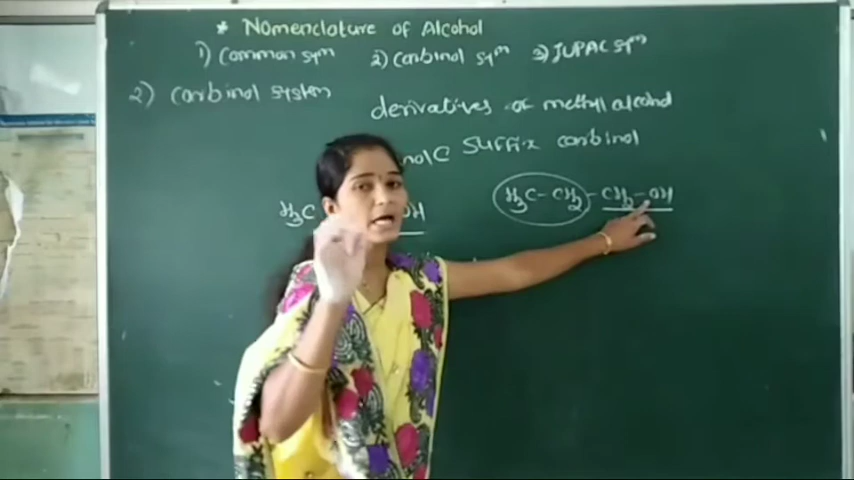 * Nomenclature of Alcohol
1) Common sym 2) Carbinol sym 3) IUPAC sym
2) Carbinol system
derivatives of methyl alcohol
Suffix carbinol
H3C OH H3C - CH2 - CH2 - OH